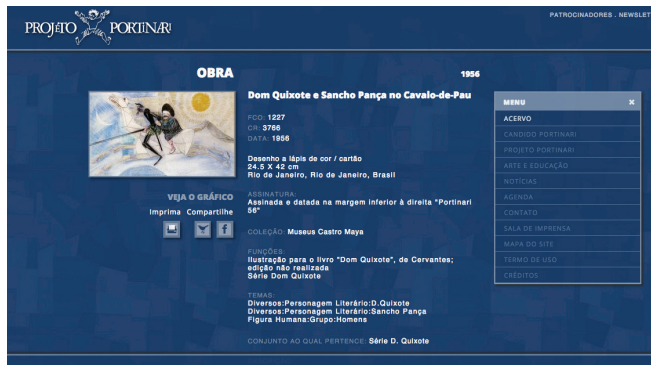 PROJETO PORTINARI
PATROCINADORES . NEWSLET
OBRA
1956
Dom Quixote e Sancho Pança no Cavalo-de-Pau
FCO: 1227
CR: 3766
DATA: 1956
Desenho a lápis de cor / cartão
24.5 X 42 cm
Rio de Janeiro, Rio de Janeiro, Brasil
VEJA O GRÁFICO
Imprima Compartilhe
ASSINATURA:
Assinada e datada na margem inferior à direita "Portinari
56"
COLEÇÃO: Museus Castro Maya
FUNÇÕES:
Ilustração para o livro "Dom Quixote", de Cervantes;
edição não realizada
Série Dom Quixote
TEMAS:
Diversos:Personagem Literário:D.Quixote
Diversos:Personagem Literário:Sancho Pança
Figura Humana:Grupo:Homens
CONJUNTO AO QUAL PERTENCE: Série D. Quixote
MENU X
ACERVO
CANDIDO PORTINARI
PROJETO PORTINARI
ARTE E EDUCAÇÃO
NOTÍCIAS
AGENDA
CONTATO
SALA DE IMPRENSA
MAPA DO SITE
TERMO DE USO
CRÉDITOS